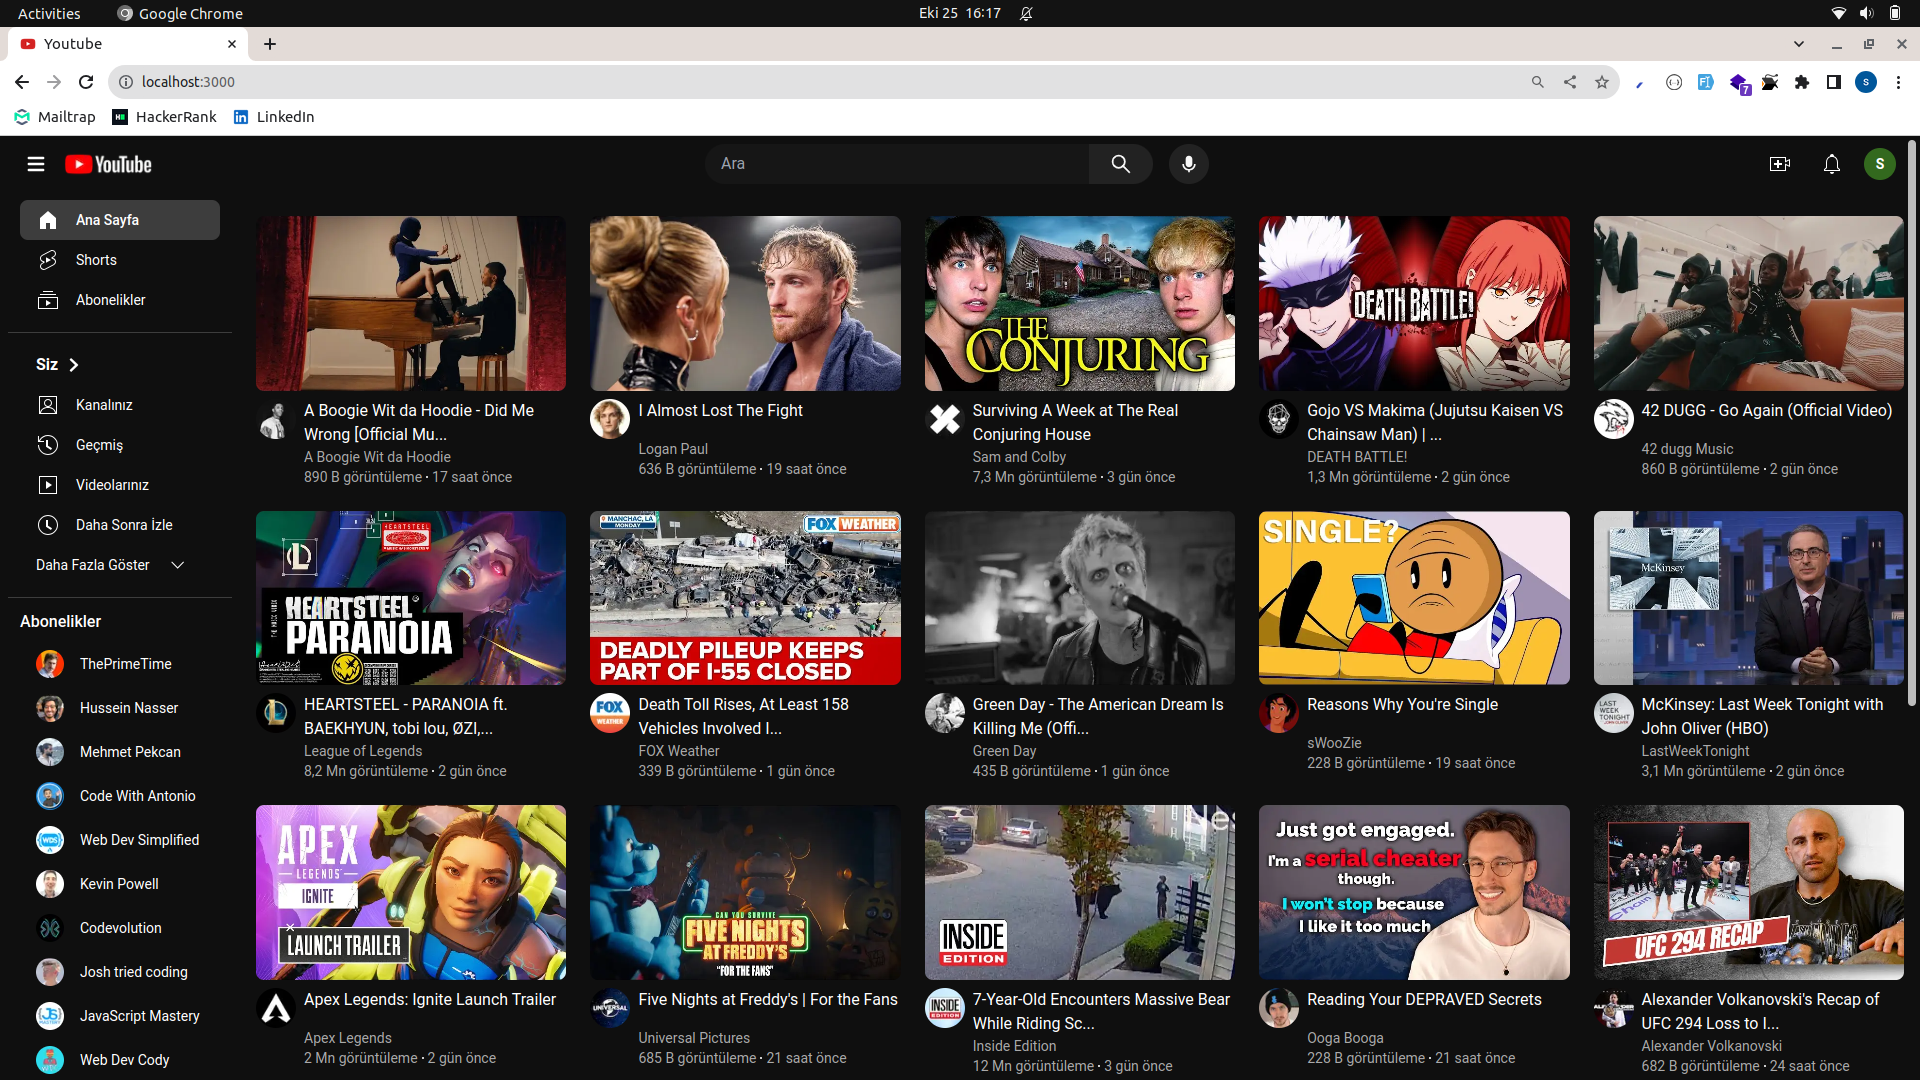 Activities
Google Chrome
Eki 25 16:17
Youtube
localhost:3000
7
S
Mailtrap
HackerRank
LinkedIn
YouTube
Ara
S
Ana Sayfa
Shorts
Abonelikler
Siz
Kanalınız
Geçmiş
Videolarınız
Daha Sonra İzle
Daha Fazla Göster
Abonelikler
ThePrimeTime
Hussein Nasser
Mehmet Pekcan
Code With Antonio
Web Dev Simplified
Kevin Powell
Codevolution
Josh tried coding
JavaScript Mastery
Web Dev Cody
A Boogie Wit da Hoodie - Did Me
Wrong [Official Mu...
A Boogie Wit da Hoodie
890 B görüntüleme · 17 saat önce
I Almost Lost The Fight
Logan Paul
636 B görüntüleme · 19 saat önce
THE
CONJURING
Surviving A Week at The Real
Conjuring House
Sam and Colby
7,3 Mn görüntüleme · 3 gün önce
DEATH BATTLE!
Gojo VS Makima (Jujutsu Kaisen VS
Chainsaw Man) | ...
DEATH BATTLE!
1,3 Mn görüntüleme · 2 gün önce
42 DUGG - Go Again (Official Video)
42 dugg Music
860 B görüntüleme · 2 gün önce
HEARTSTEEL
HEARTSTEEL
PARANOIA
HEARTSTEEL - PARANOIA ft.
BAEKHYUN, tobi lou, ØZI,...
League of Legends
8,2 Mn görüntüleme · 2 gün önce
MANCHAC, LA
MONDAY
FOX WEATHER
DEADLY PILEUP KEEPS
PART OF I-55 CLOSED
FOX
WEATHER
Death Toll Rises, At Least 158
Vehicles Involved I...
FOX Weather
339 B görüntüleme · 1 gün önce
Green Day - The American Dream Is
Killing Me (Offi...
Green Day
435 B görüntüleme · 1 gün önce
SINGLE?
Reasons Why You're Single
sWooZie
228 B görüntüleme · 19 saat önce
McKinsey
LAST
WEEK
TONIGHT
McKinsey: Last Week Tonight with
John Oliver (HBO)
LastWeekTonight
3,1 Mn görüntüleme · 2 gün önce
APEX
LEGENDS
IGNITE
LAUNCH TRAILER
Apex Legends: Ignite Launch Trailer
Apex Legends
2 Mn görüntüleme · 2 gün önce
CAN YOU SURVIVE
FIVE NIGHTS
AT FREDDY'S
"FOR THE FANS"
UNIVERSAL
Five Nights at Freddy's | For the Fans
Universal Pictures
685 B görüntüleme · 21 saat önce
INSIDE
EDITION
INSIDE
EDITION
7-Year-Old Encounters Massive Bear
While Riding Sc...
Inside Edition
12 Mn görüntüleme · 3 gün önce
Just got engaged.
I'm a serial cheater
though.
I won't stop because
I like it too much
Reading Your DEPRAVED Secrets
Ooga Booga
228 B görüntüleme · 21 saat önce
UFC 294 RECAP
Alexander Volkanovski's Recap of
UFC 294 Loss to I...
Alexander Volkanovski
682 B görüntüleme · 24 saat önce